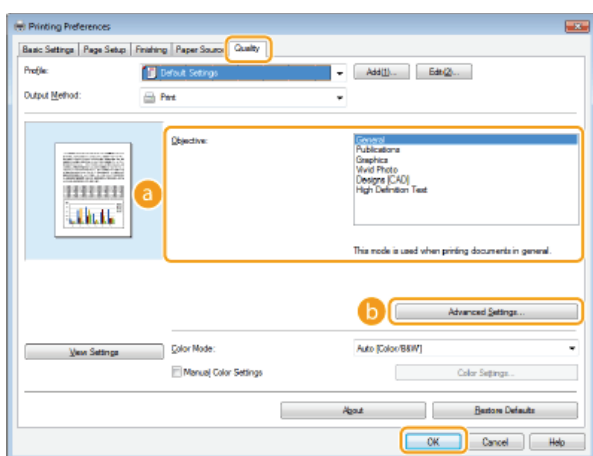 Printing Preferences
Basic Settings Page Setup Finishing Paper Source Quality
Profile: Default Settings Add(1)... Edit(2)...
Output Method: Print
Objective:
General
Publications
Graphics
Vivid Photo
Designs [CAD]
High Definition Text
a
This mode is used when printing documents in general.
b Advanced Settings...
View Settings Color Mode: Auto [Color/B&W]
Manual Color Settings Color Settings...
About Restore Defaults
OK Cancel Help